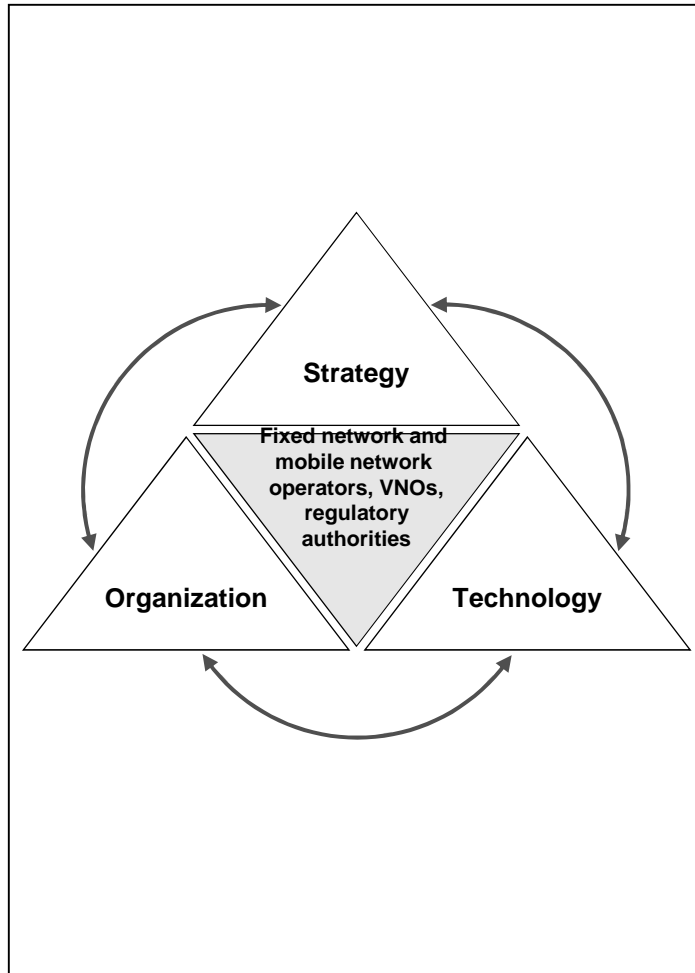 Strategy
Fixed network and
mobile network
operators, VNOs,
regulatory
authorities
Organization
Technology